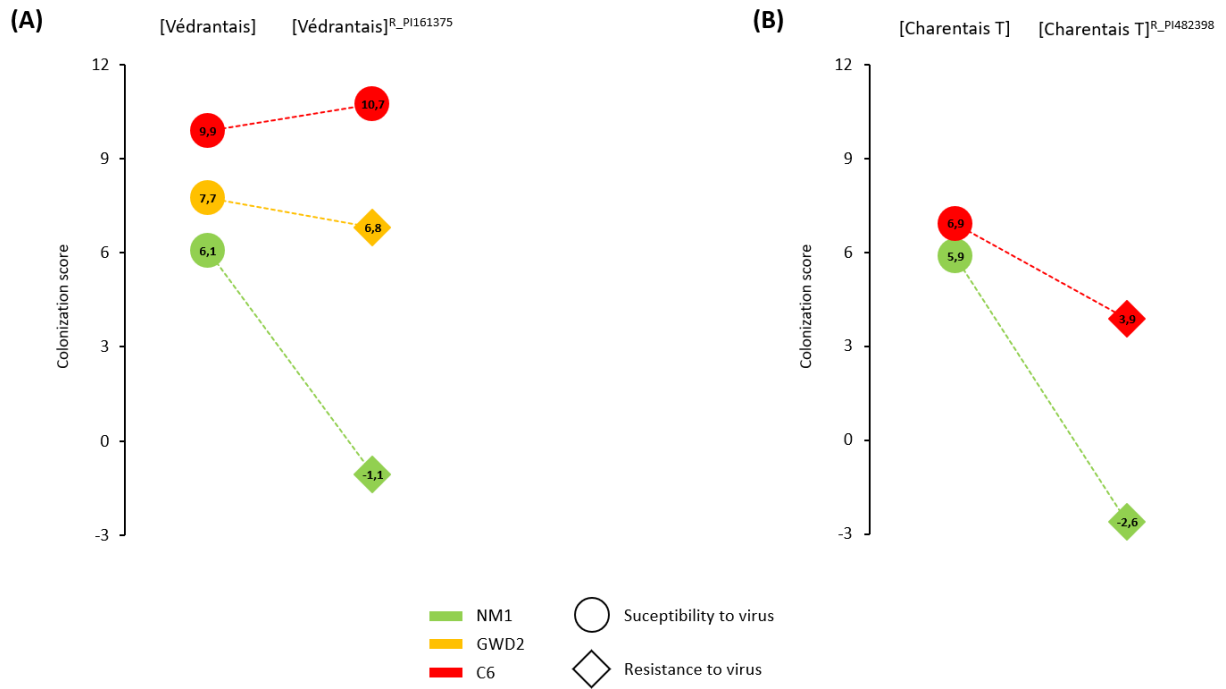 (A)
[Védrantais] [Védrantais]R_PI161375
12
9
6
3
0
-3
Colonization score
9,9
10,7
7,7
6,8
6,1
-1,1
(B)
[Charentais T] [Charentais T]R_PI482398
12
9
6
3
0
-3
Colonization score
6,9
5,9
3,9
-2,6
NM1
GWD2
C6
Suceptibility to virus
Resistance to virus